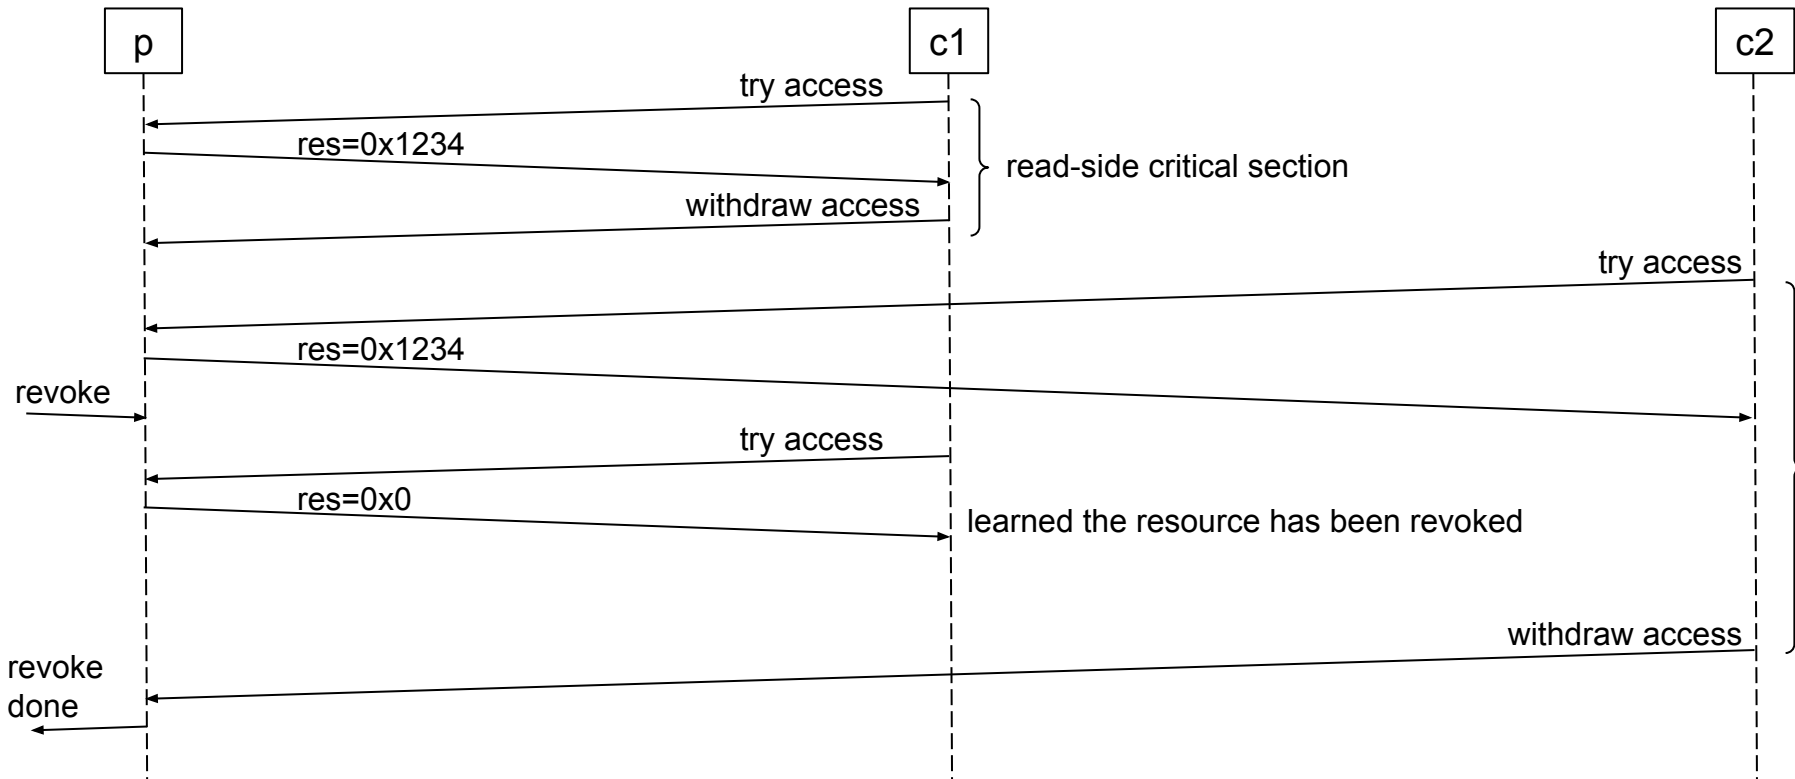 p
c1
c2
try access
res=0x1234
read-side critical section
withdraw access
try access
res=0x1234
revoke
try access
res=0x0
learned the resource has been revoked
withdraw access
revoke
done